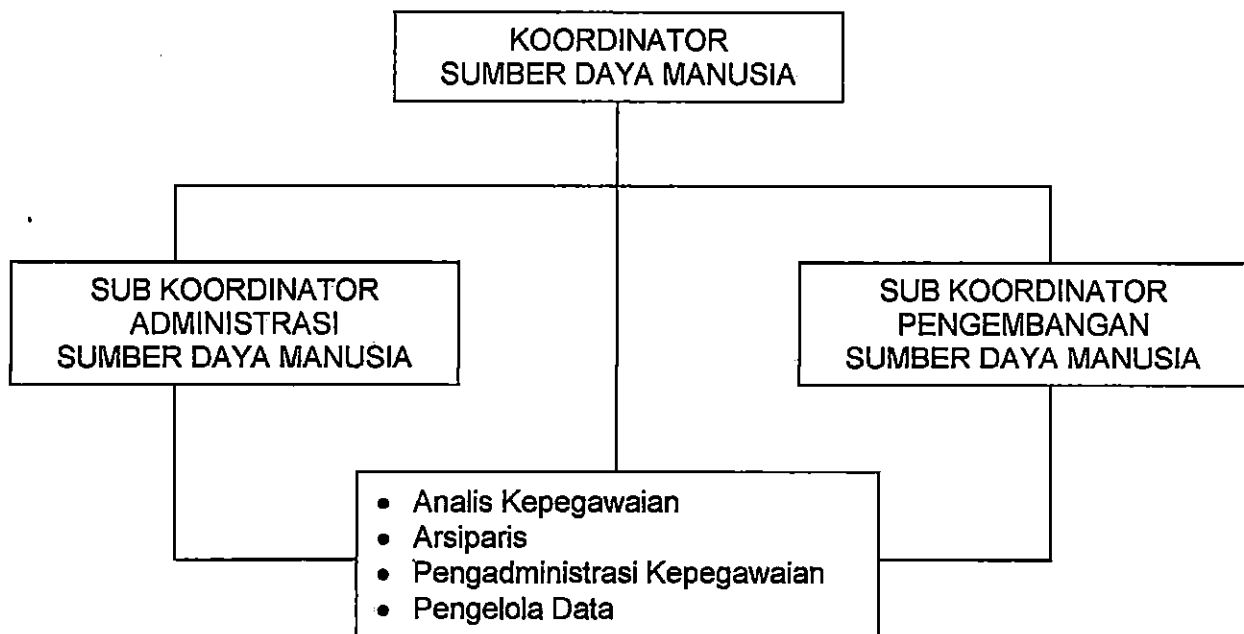 KOORDINATOR
SUMBER DAYA MANUSIA
SUB KOORDINATOR
ADMINISTRASI
SUMBER DAYA MANUSIA
SUB KOORDINATOR
PENGEMBANGAN
SUMBER DAYA MANUSIA
• Analis Kepegawaian
• Arsiparis
• Pengadministrasi Kepegawaian
• Pengelola Data